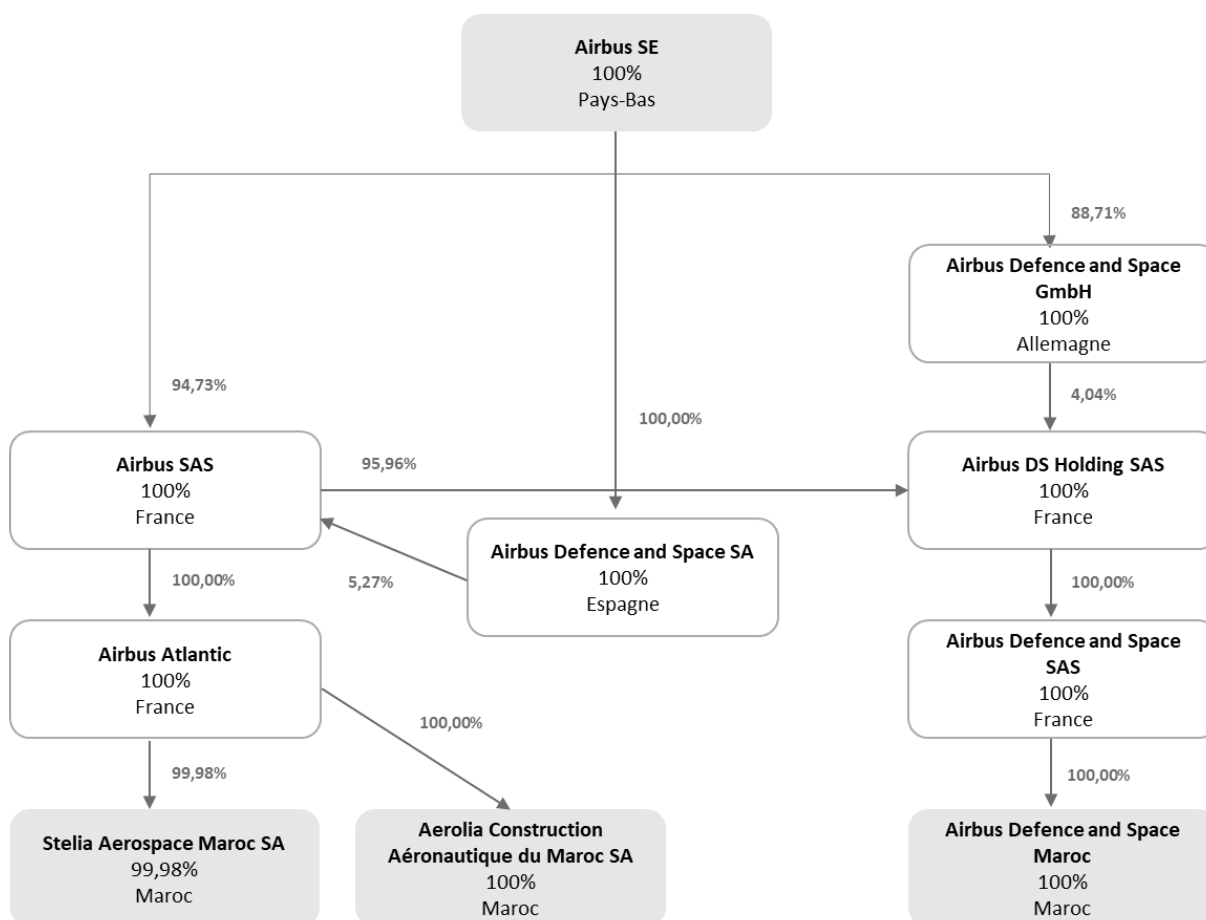 Airbus SE
100%
Pays-Bas
88,71%
Airbus Defence and Space
GmbH
100%
Allemagne
94,73%
4,04%
100,00%
Airbus SAS
100%
France
95,96%
Airbus DS Holding SAS
100%
France
Airbus Defence and Space SA
100%
Espagne
100,00%
5,27%
100,00%
Airbus Atlantic
100%
France
Airbus Defence and Space
SAS
100%
France
100,00%
99,98%
100,00%
Stelia Aerospace Maroc SA
99,98%
Maroc
Aerolia Construction
Aéronautique du Maroc SA
100%
Maroc
Airbus Defence and Space
Maroc
100%
Maroc